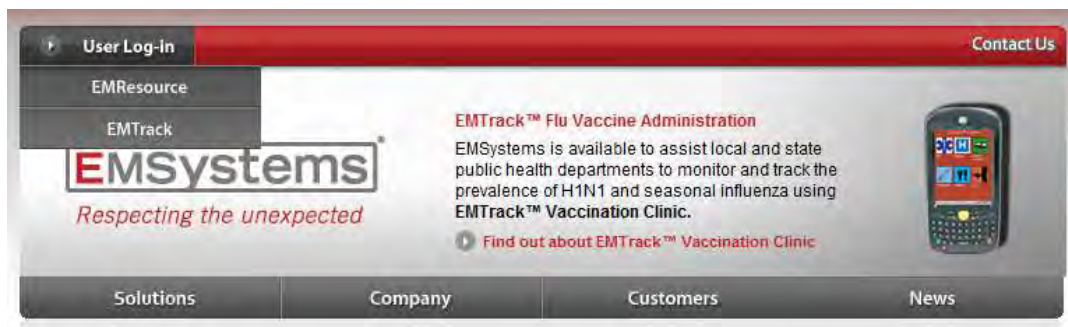 User Log-in
Contact Us
EMResource
EMTrack
EMSystems®
Respecting the unexpected
EMTrack™ Flu Vaccine Administration
EMSystems is available to assist local and state
public health departments to monitor and track the
prevalence of H1N1 and seasonal influenza using
EMTrack™ Vaccination Clinic.
Find out about EMTrack™ Vaccination Clinic
H
Solutions
Company
Customers
News